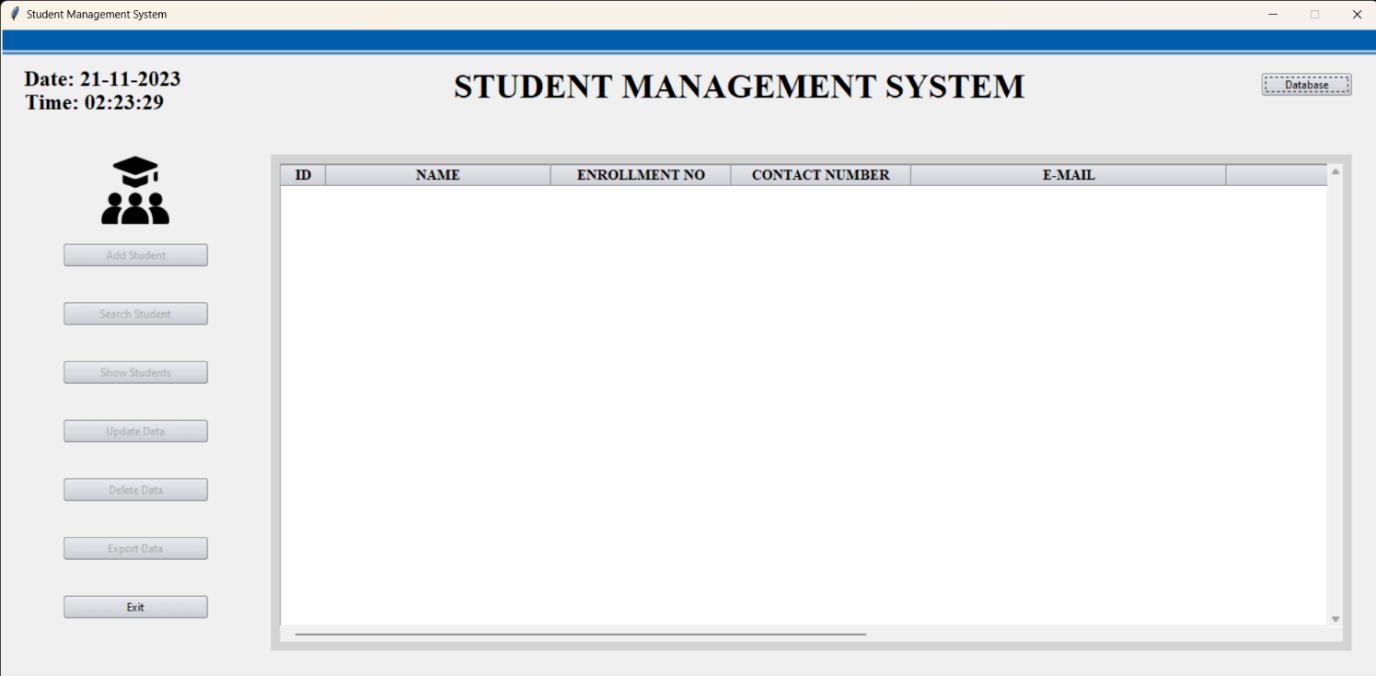 Student Management System
Date: 21-11-2023
Time: 02:23:29
STUDENT MANAGEMENT SYSTEM
Database
ID NAME ENROLLMENT NO CONTACT NUMBER E-MAIL
Add Student
Search Student
Show Students
Update Data
Delete Data
Export Data
Exit